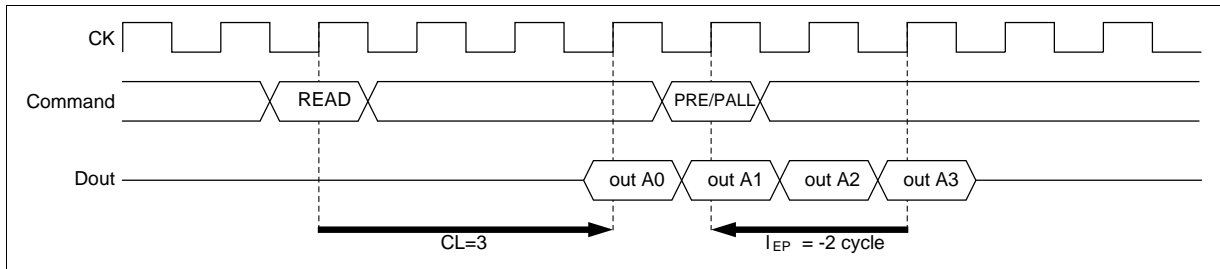 CK
Command READ PRE/PALL
Dout out A0 out A1 out A2 out A3
CL=3 lEP = -2 cycle